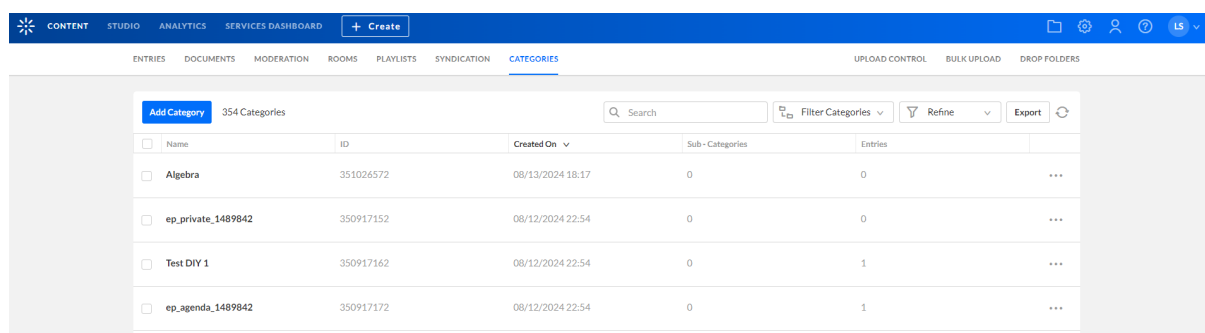 CONTENT STUDIO ANALYTICS SERVICES DASHBOARD + Create LS
ENTRIES DOCUMENTS MODERATION ROOMS PLAYLISTS SYNDICATION CATEGORIES UPLOAD CONTROL BULK UPLOAD DROP FOLDERS
Add Category 354 Categories Search Filter Categories Refine Export
Name ID Created On Sub - Categories Entries
Algebra 351026572 08/13/2024 18:17 0 0
ep_private_1489842 350917152 08/12/2024 22:54 0 0
Test DIY 1 350917162 08/12/2024 22:54 0 1
ep_agenda_1489842 350917172 08/12/2024 22:54 0 1